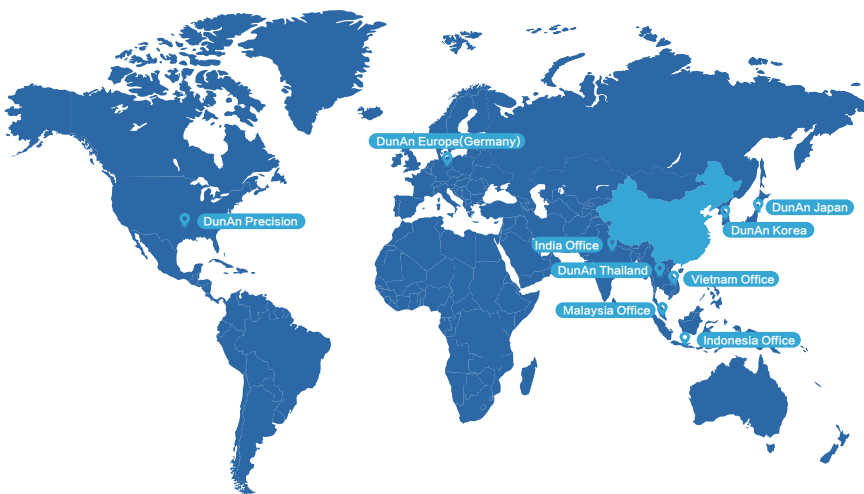 DunAn Europe(Germany)
DunAn Precision
DunAn Japan
DunAn Korea
India Office
DunAn Thailand
Vietnam Office
Malaysia Office
Indonesia Office